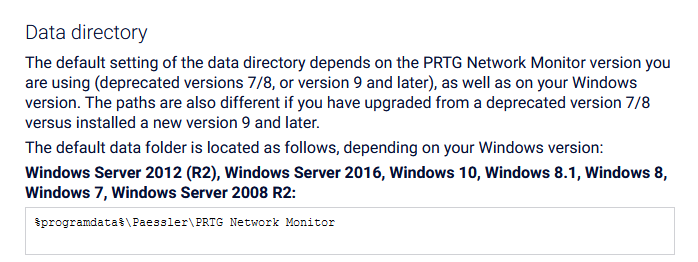 Data directory
The default setting of the data directory depends on the PRTG Network Monitor version you
are using (deprecated versions 7/8, or version 9 and later), as well as on your Windows
version. The paths are also different if you have upgraded from a deprecated version 7/8
versus installed a new version 9 and later.
The default data folder is located as follows, depending on your Windows version:
Windows Server 2012 (R2), Windows Server 2016, Windows 10, Windows 8.1, Windows 8,
Windows 7, Windows Server 2008 R2:
%programdata%\Paessler\PRTG Network Monitor